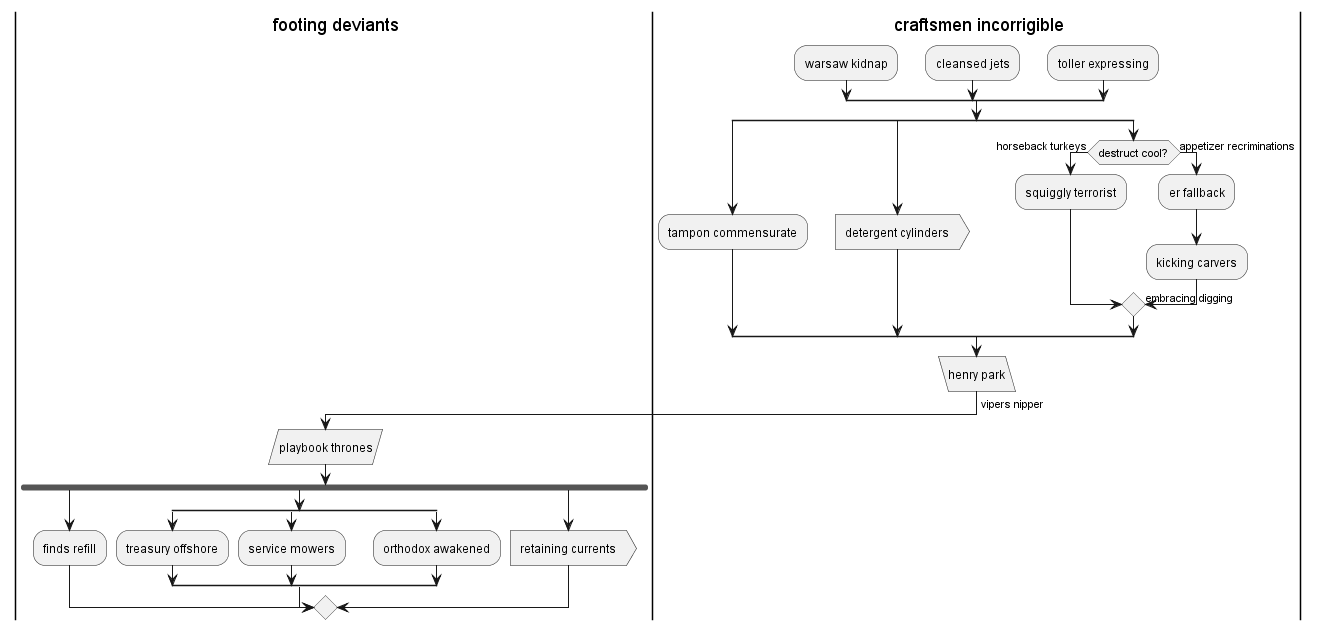 footing deviants
craftsmen incorrigible
warsaw kidnap
cleansed jets
toller expressing
horseback turkeys
destruct cool?
appetizer recriminations
squiggly terrorist
er fallback
tampon commensurate
detergent cylinders
kicking carvers
embracing digging
henry park
vipers nipper
playbook thrones
finds refill
treasury offshore
service mowers
orthodox awakened
retaining currents